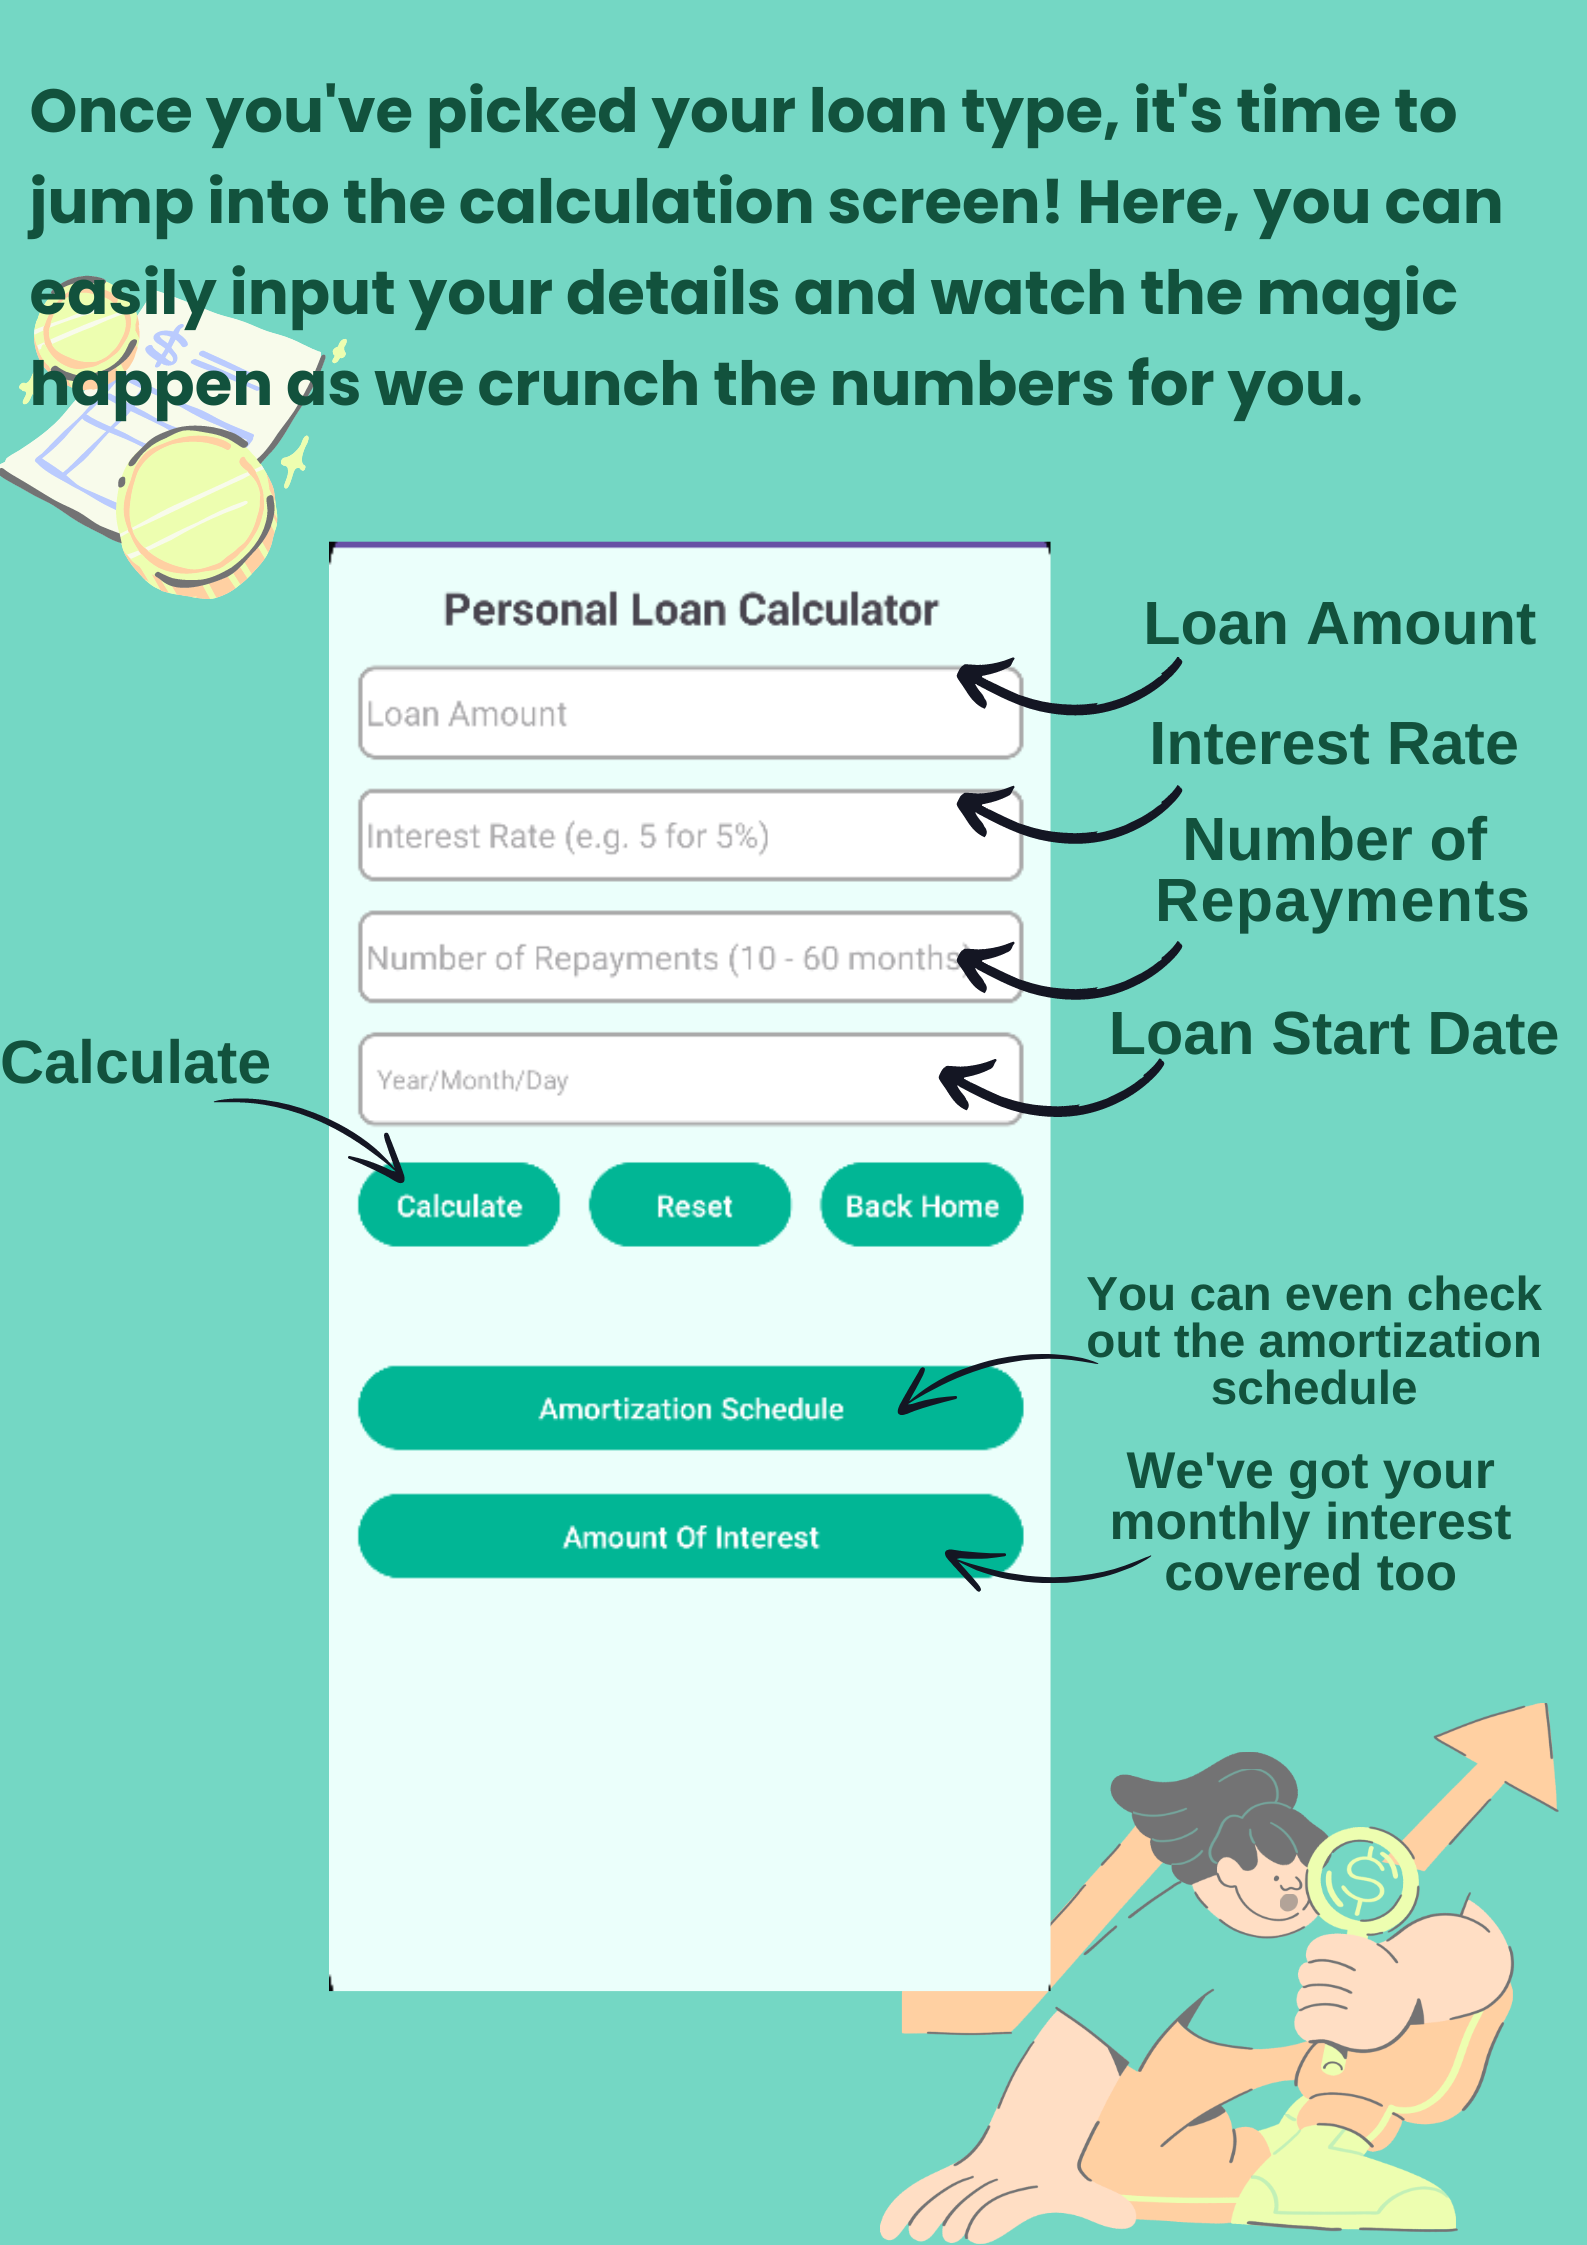 Once you've picked your loan type, it's time to
jump into the calculation screen! Here, you can
easily input your details and watch the magic
happen as we crunch the numbers for you.
$
Personal Loan Calculator
Loan Amount
Loan Amount
Interest Rate
Interest Rate (e.g. 5 for 5%)
Number of
Repayments
Number of Repayments (10 - 60 months)
Loan Start Date
Year/Month/Day
Calculate
Calculate
Reset
Back Home
You can even check
out the amortization
schedule
Amortization Schedule
We've got your
monthly interest
covered too
Amount Of Interest
$